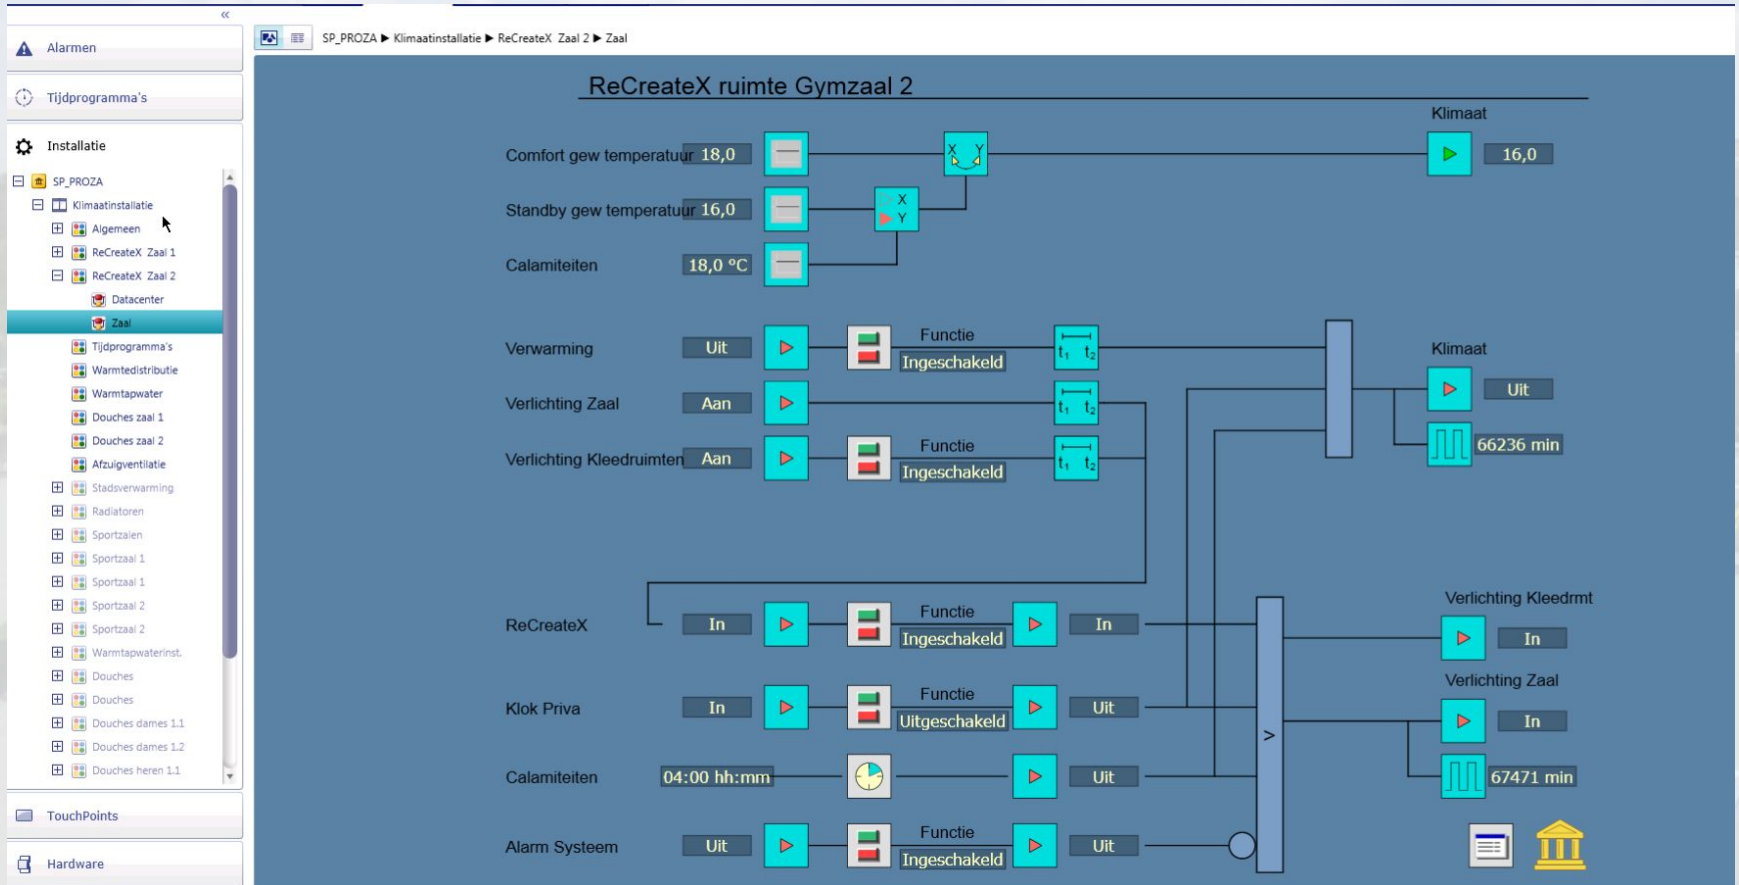 «
Alarmen
Tijdprogramma's
Installatie
SP_PROZA
Klimaatinstallatie
Algemeen
ReCreateX Zaal 1
ReCreateX Zaal 2
Datacenter
Zaal
Tijdprogramma's
Warmtedistributie
Warmtapwater
Douches zaal 1
Douches zaal 2
Afzuigventilatie
Stadsverwarming
Radiatoren
Sportzalen
Sportzaal 1
Sportzaal 1
Sportzaal 2
Sportzaal 2
Warmtapwaterinst.
Douches
Douches
Douches dames 1.1
Douches dames 1.2
Douches heren 1.1
TouchPoints
Hardware
SP_PROZA ▶ Klimaatinstallatie ▶ ReCreateX Zaal 2 ▶ Zaal
ReCreateX ruimte Gymzaal 2
Klimaat
Comfort gew temperatuur 18,0 X Y 16,0
Standby gew temperatuur 16,0 X Y
Calamiteiten 18,0 °C
Verwarming Uit Functie Ingeschakeld t₁ t₂
Klimaat
Uit
66236 min
Verlichting Zaal Aan t₁ t₂
Verlichting Kleedruimten Aan Functie Ingeschakeld t₁ t₂
ReCreateX In Functie Ingeschakeld In
Verlichting Kleedrmt
In
Klok Priva In Functie Uitgeschakeld Uit
>
Verlichting Zaal
In
67471 min
Calamiteiten 04:00 hh:mm Uit
Alarm Systeem Uit Functie Ingeschakeld Uit